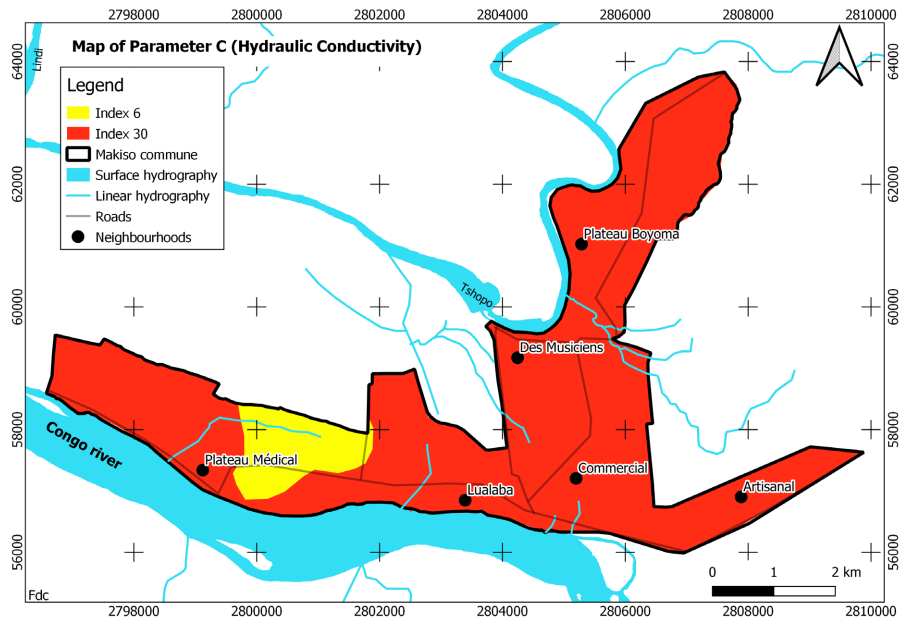 2798000 2800000 2802000 2804000 2806000 2808000 2810000
Map of Parameter C (Hydraulic Conductivity)
Lindi
Legend
Index 6
Index 30
Makiso commune
Surface hydrography
Linear hydrography
Roads
Neighbourhoods
64000
64000
62000
62000
60000
60000
58000
58000
56000
56000
Plateau Boyoma
Tshopo
Des Musiciens
Congo river
Plateau Médical
Commercial
Lualaba
Artisanal
0 1 2 km
Fdc
2798000 2800000 2802000 2804000 2806000 2808000 2810000